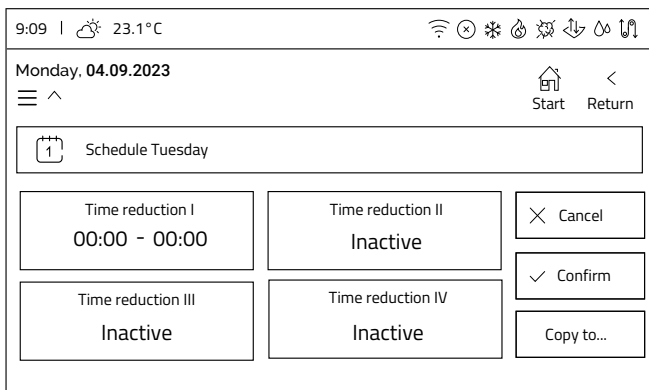 9:09 | 23.1°C
Monday, 04.09.2023
Start
< Return
1 Schedule Tuesday
Time reduction I
00:00 - 00:00
Time reduction II
Inactive
Cancel
Time reduction III
Inactive
Time reduction IV
Inactive
Confirm
Copy to...